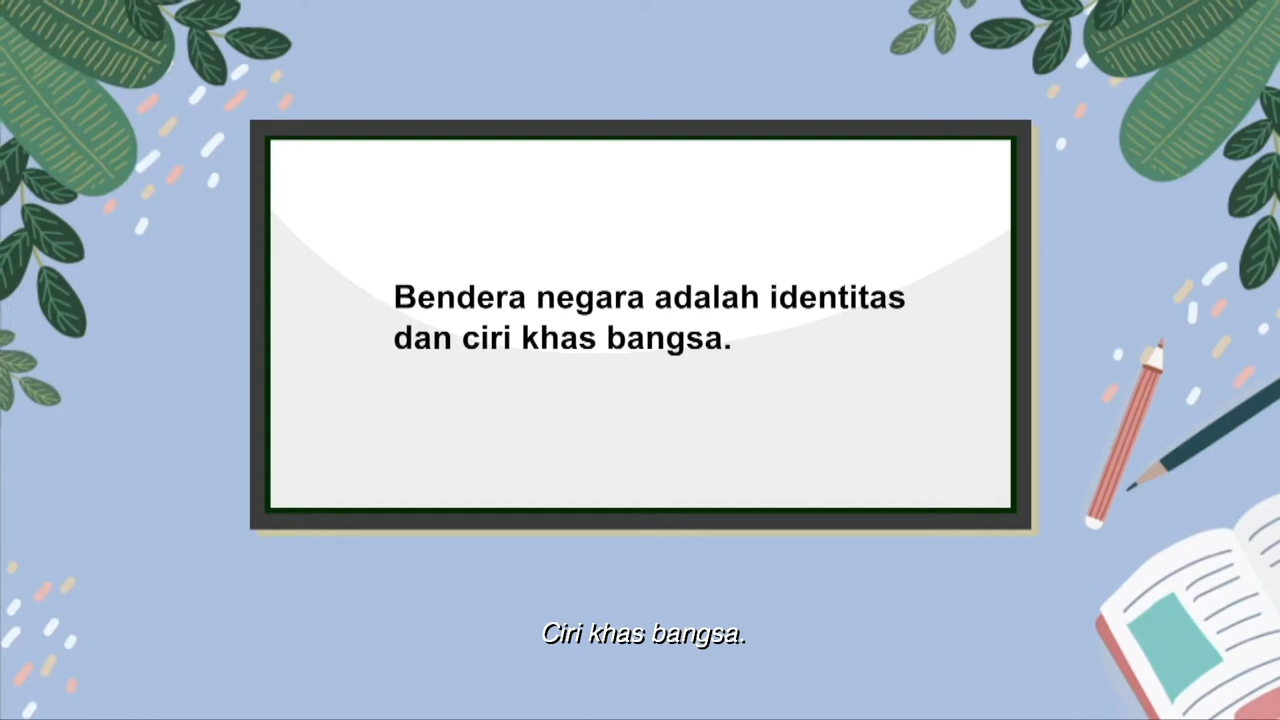 Bendera negara adalah identitas
dan ciri khas bangsa.
Ciri khas bangsa.